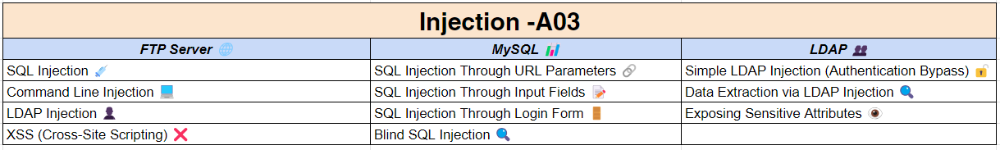 Injection -A03
FTP Server 🌐 MySQL 📊 LDAP 👥
SQL Injection 💉 SQL Injection Through URL Parameters 🔗 Simple LDAP Injection (Authentication Bypass) 🔓
Command Line Injection 💻 SQL Injection Through Input Fields 📝 Data Extraction via LDAP Injection 🔍
LDAP Injection 👤 SQL Injection Through Login Form 🚪 Exposing Sensitive Attributes 👁️
XSS (Cross-Site Scripting) ❌ Blind SQL Injection 🔍